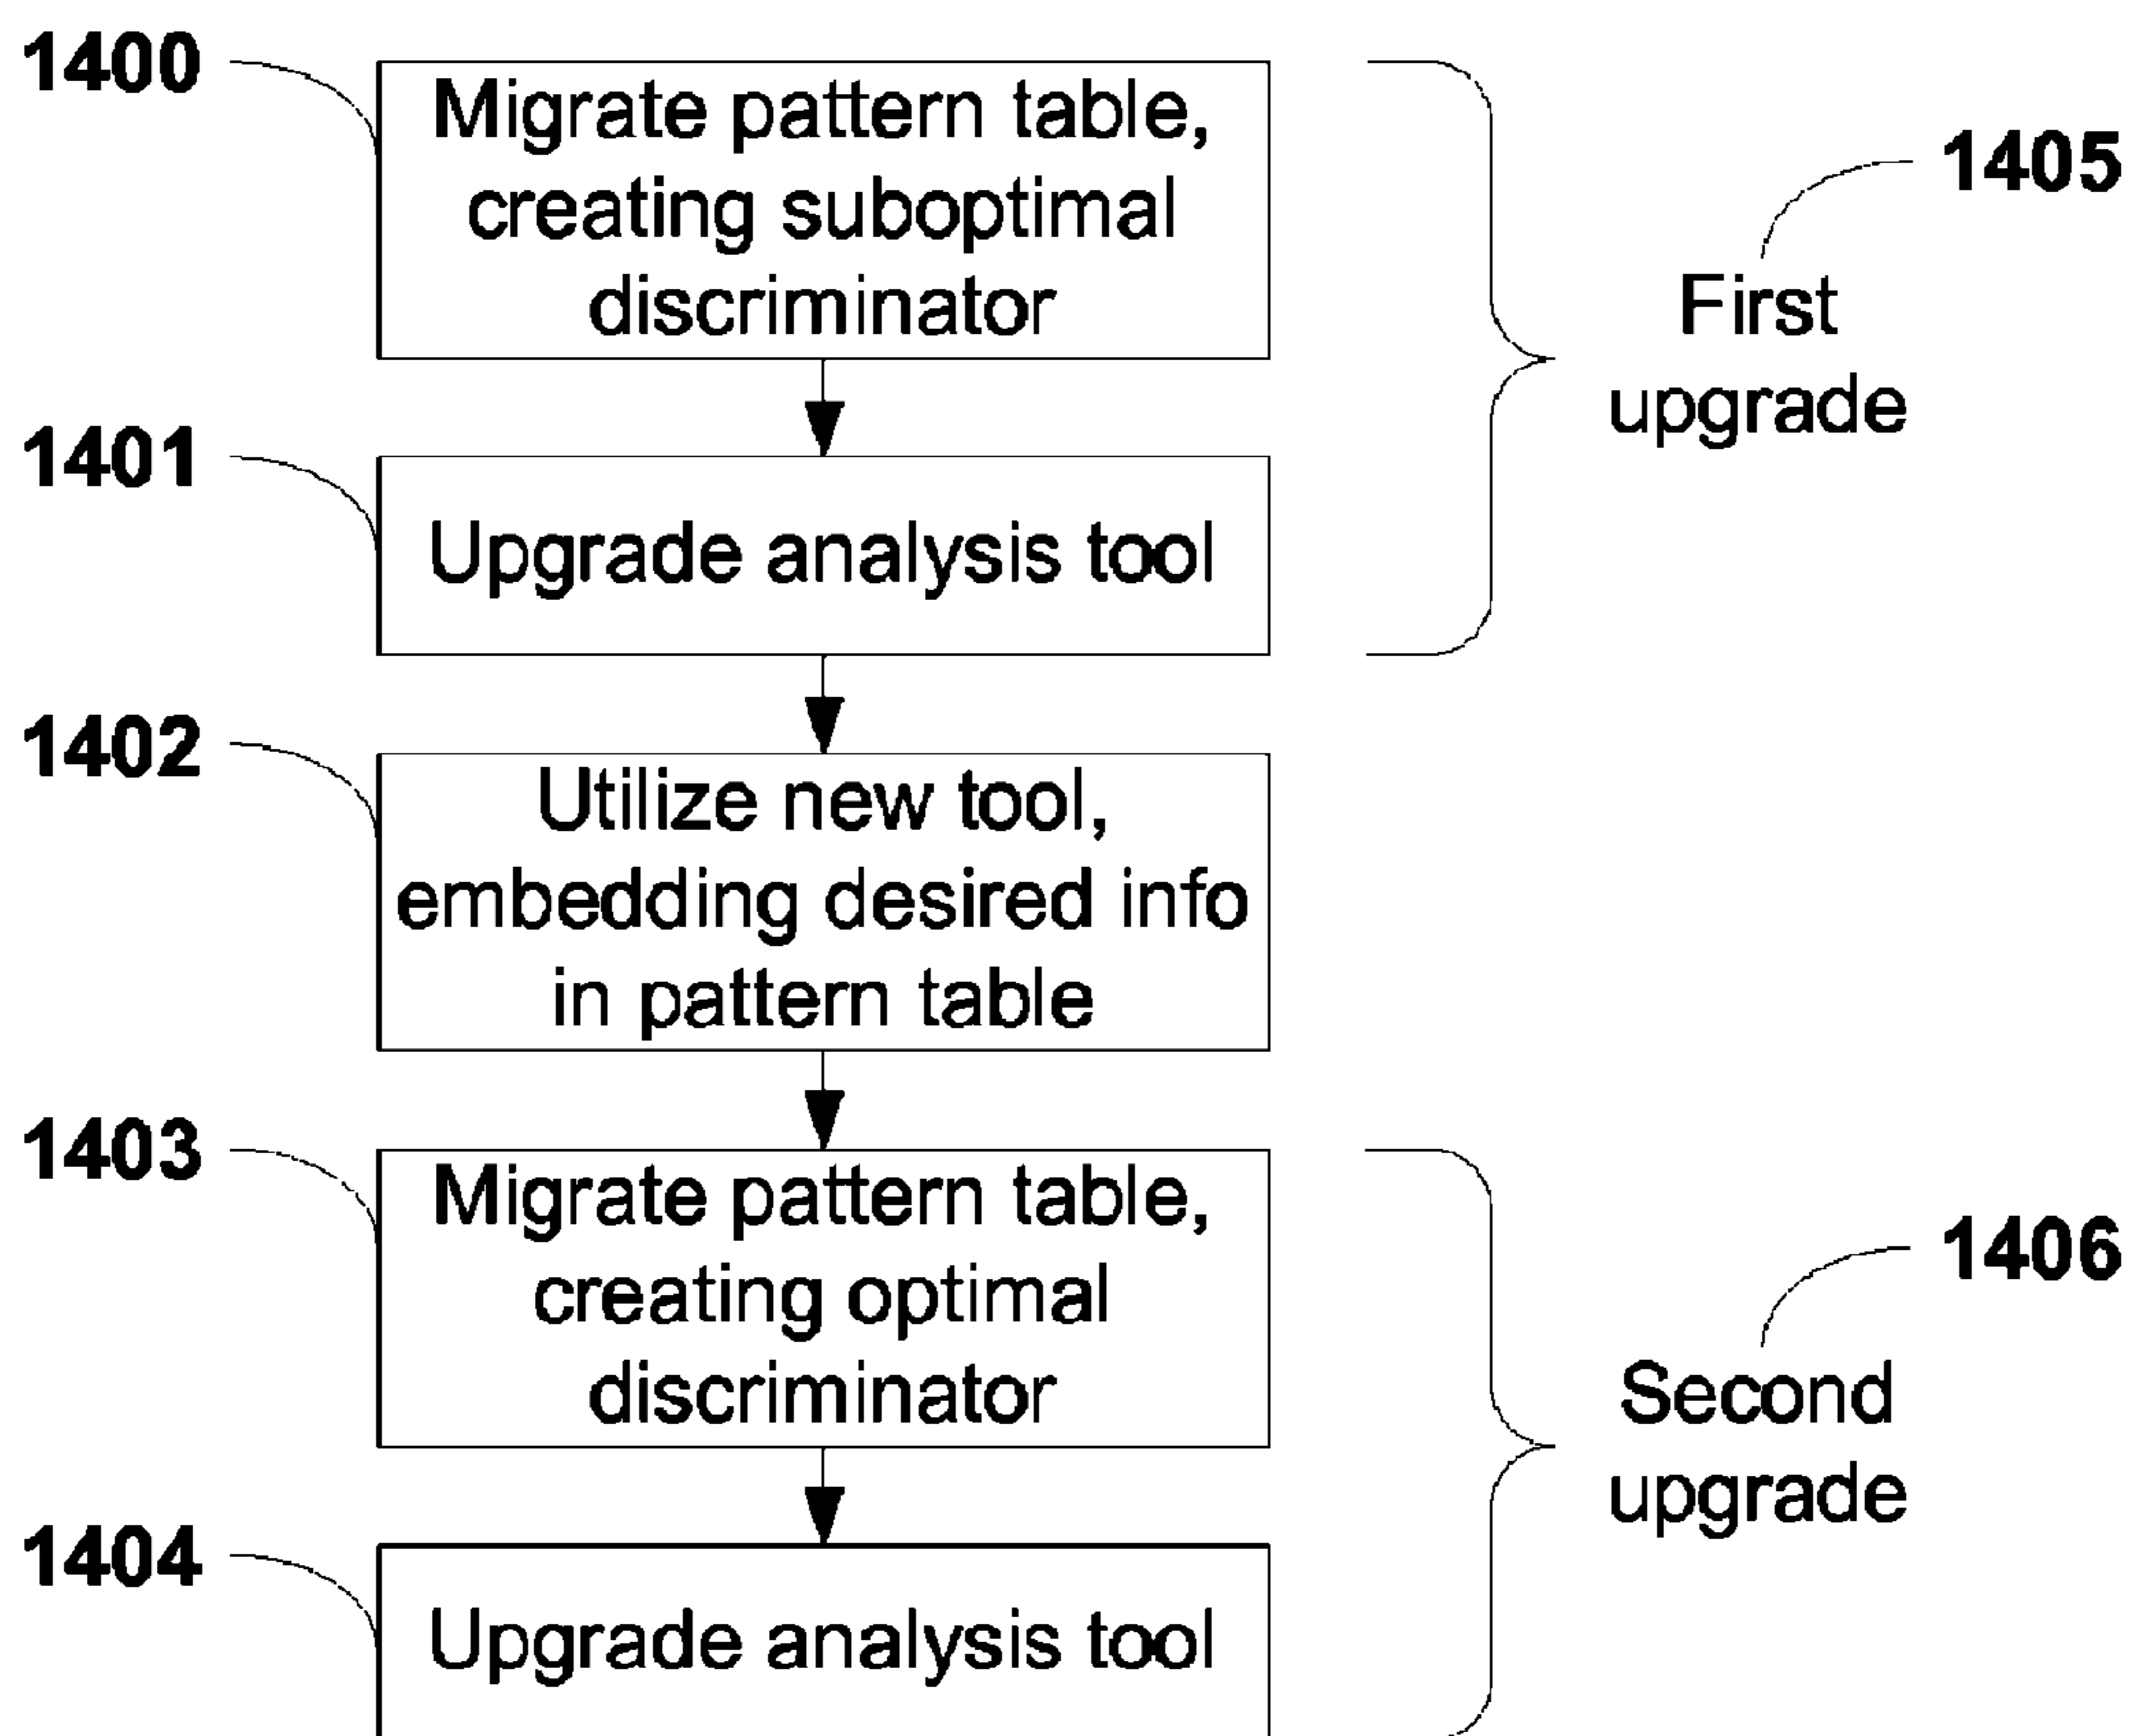 1400
Migrate pattern table,
creating suboptimal
discriminator
1405
First
upgrade
1401
Upgrade analysis tool
1402
Utilize new tool,
embedding desired info
in pattern table
1403
Migrate pattern table,
creating optimal
discriminator
1406
Second
upgrade
1404
Upgrade analysis tool